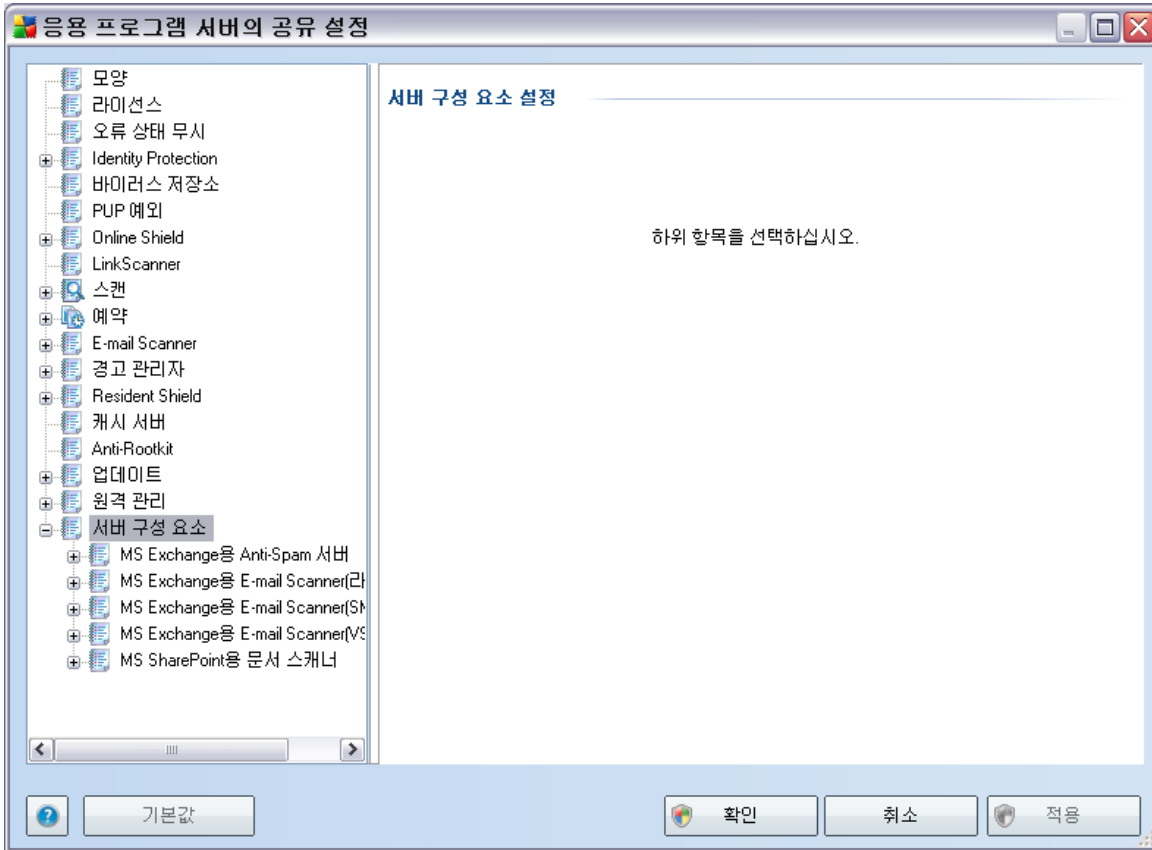 응용 프로그램 서버의 공유 설정
모양
라이선스
오류 상태 무시
Identity Protection
바이러스 저장소
PUP 예외
Online Shield
LinkScanner
스캔
예약
E-mail Scanner
경고 관리자
Resident Shield
캐시 서버
Anti-Rootkit
업데이트
원격 관리
서버 구성 요소
MS Exchange용 Anti-Spam 서버
MS Exchange용 E-mail Scanner(라
MS Exchange용 E-mail Scanner(SM
MS Exchange용 E-mail Scanner(VS
MS SharePoint용 문서 스캐너
서버 구성 요소 설정
하위 항목을 선택하십시오.
기본값
확인
취소
적용